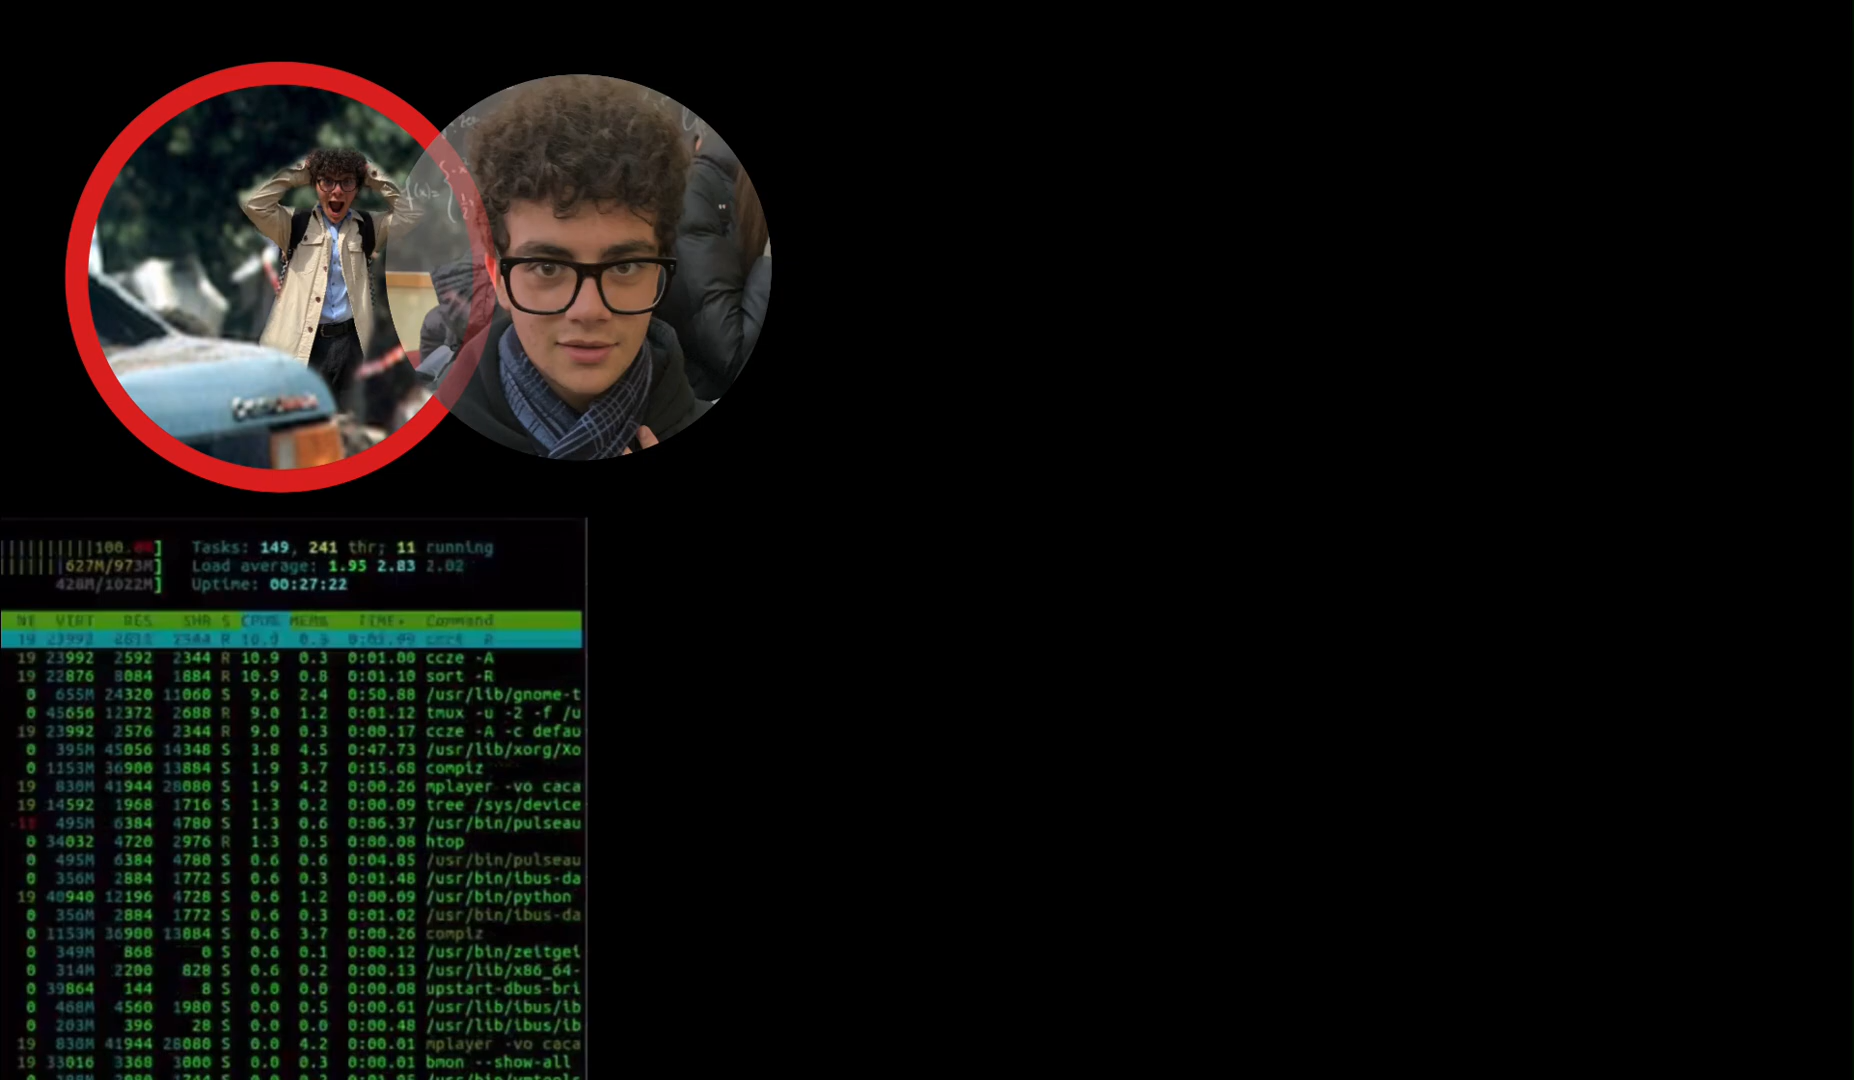 f(x)=
1/2
100.
Tasks: 149, 241 thr; 11 running
627M/973M]
Load average: 1.95 2.83 2.02
428M/1022M]
Uptime: 00:27:22
NI VIRT RES SHR S CPU% MEM% TIME+ Command
19 23992 2592 2344 R 10.9 0.3 0:01.00 ccze -A
19 22876 8084 1884 R 10.9 0.8 0:01.10 sort -R
0 655M 24320 11060 S 9.6 2.4 0:50.88 /usr/lib/gnome-t
0 45656 12372 2688 R 9.0 1.2 0:01.12 tmux -u -2 -f /u
19 23992 2576 2344 R 9.0 0.3 0:00.17 ccze -A -c defau
0 395M 45056 14348 S 3.8 4.5 0:47.73 /usr/lib/xorg/Xo
0 1153M 36900 13884 S 1.9 3.7 0:15.68 compiz
19 830M 41944 28080 S 1.9 4.2 0:00.26 mplayer -vo caca
19 14592 1968 1716 S 1.3 0.2 0:00.09 tree /sys/device
-11 495M 6384 4780 S 1.3 0.6 0:06.37 /usr/bin/pulseau
0 34032 4720 2976 R 1.3 0.5 0:00.08 htop
0 495M 6384 4780 S 0.6 0.6 0:04.85 /usr/bin/pulseau
0 356M 2884 1772 S 0.6 0.3 0:01.48 /usr/bin/ibus-da
19 40940 12196 4728 S 0.6 1.2 0:00.09 /usr/bin/python
0 356M 2884 1772 S 0.6 0.3 0:01.02 /usr/bin/ibus-da
0 1153M 36900 13884 S 0.6 3.7 0:00.26 compiz
0 349M 868 0 S 0.6 0.1 0:00.12 /usr/bin/zeitgei
0 314M 2200 828 S 0.6 0.2 0:00.13 /usr/lib/x86_64-
0 39864 144 8 S 0.0 0.0 0:00.08 upstart-dbus-bri
0 468M 4560 1980 S 0.0 0.5 0:00.61 /usr/lib/ibus/ib
0 203M 396 28 S 0.0 0.0 0:00.48 /usr/lib/ibus/ib
19 830M 41944 28080 S 0.0 4.2 0:00.01 mplayer -vo caca
19 33016 3368 3000 S 0.0 0.3 0:00.01 bmon --show-all